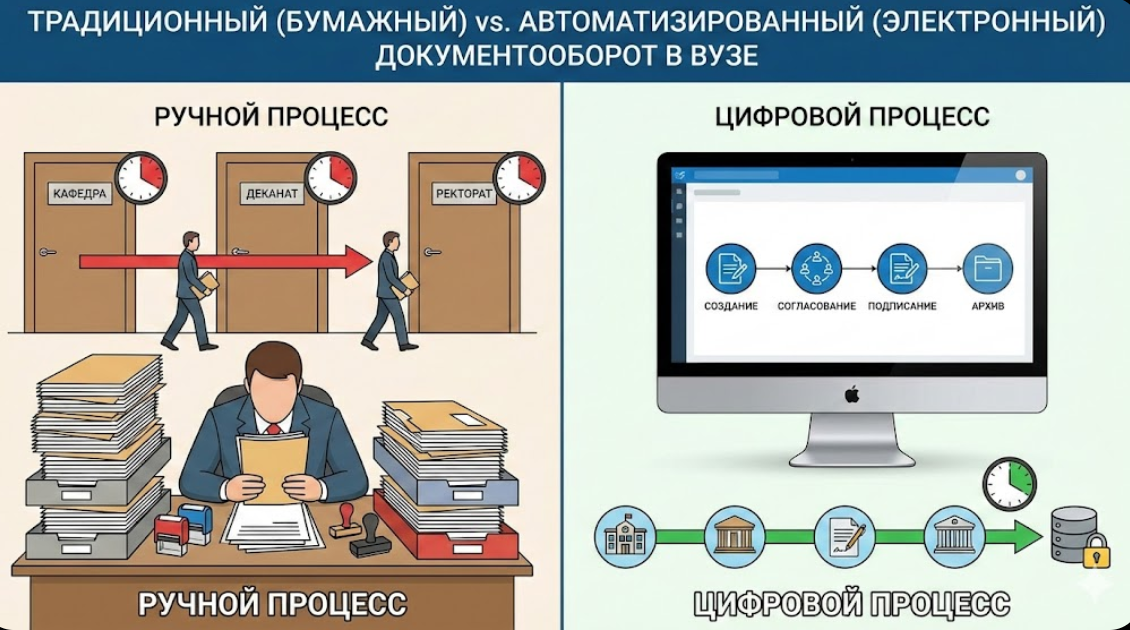 ТРАДИЦИОННЫЙ (БУМАЖНЫЙ) vs. АВТОМАТИЗИРОВАННЫЙ (ЭЛЕКТРОННЫЙ)
ДОКУМЕНТООБОРОТ В ВУЗЕ
РУЧНОЙ ПРОЦЕСС
КАФЕДРА
ДЕКАНАТ
РЕКТОРАТ
РУЧНОЙ ПРОЦЕСС
ЦИФРОВОЙ ПРОЦЕСС
СОЗДАНИЕ
СОГЛАСОВАНИЕ
ПОДПИСАНИЕ
АРХИВ
ЦИФРОВОЙ ПРОЦЕСС